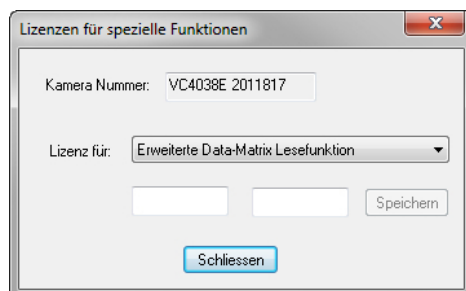 Lizenzen für spezielle Funktionen
Kamera Nummer: VC4038E 2011817
Lizenz für: Erweiterte Data-Matrix Lesefunktion
Speichern
Schliessen